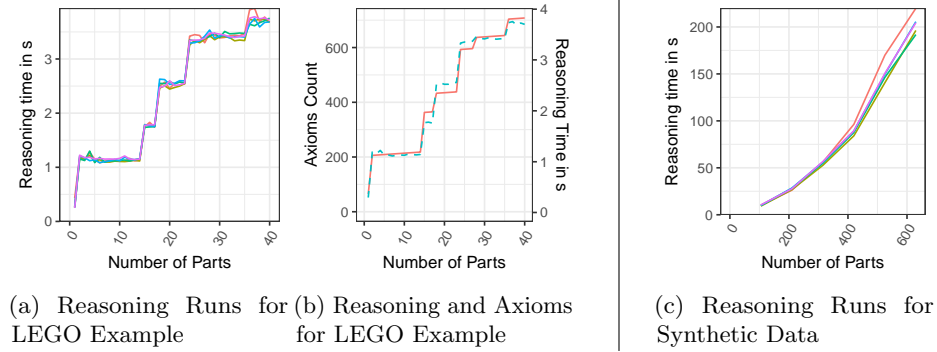 Reasoning time in s
3
2
1
0
0
10
20
30
40
Number of Parts
(a) Reasoning Runs for
LEGO Example
Axioms Count
600
400
200
0
0
10
20
30
40
4
3
2
1
0
Reasoning Time in s
Number of Parts
(b) Reasoning and Axioms
for LEGO Example
Reasoning time in s
200
150
100
50
0
0
200
400
600
Number of Parts
(c) Reasoning Runs for
Synthetic Data